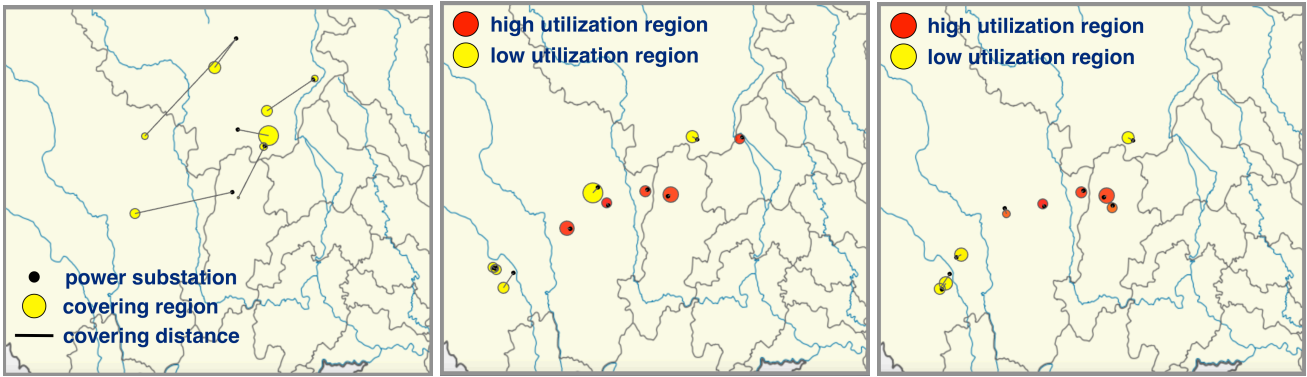 power substation
covering region
covering distance
high utilization region
low utilization region
high utilization region
low utilization region